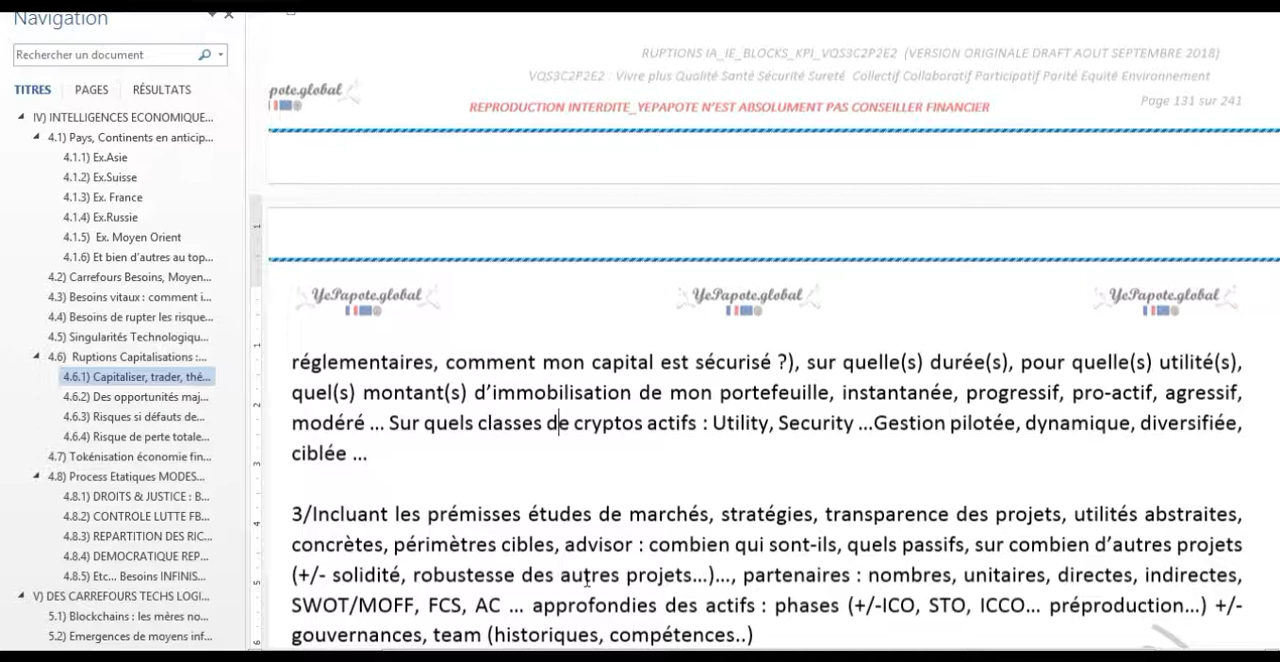 Navigation
Rechercher un document
TITRES PAGES RÉSULTATS
IV) INTELLIGENCES ECONOMIQUE...
4.1) Pays, Continents en anticip...
4.1.1) Ex.Asie
4.1.2) Ex.Suisse
4.1.3) Ex. France
4.1.4) Ex.Russie
4.1.5) Ex. Moyen Orient
4.1.6) Et bien d'autres au top...
4.2) Carrefours Besoins, Moyen...
4.3) Besoins vitaux : comment i...
4.4) Besoins de rupter les risque...
4.5) Singularités Technologiqu...
4.6) Ruptions Capitalisations :...
4.6.1) Capitaliser, trader, thé...
4.6.2) Des opportunités maj...
4.6.3) Risques si défauts de...
4.6.4) Risque de perte totale...
4.7) Tokénisation économie fin...
4.8) Process Etatiques MODES...
4.8.1) DROITS & JUSTICE : B...
4.8.2) CONTROLE LUTTE FB...
4.8.3) REPARTITION DES RIC...
4.8.4) DEMOCRATIQUE REP...
4.8.5) Etc... Besoins INFINIS...
V) DES CARREFOURS TECHS LOGI...
5.1) Blockchains : les mères no...
5.2) Emergences de moyens inf...
RUPTIONS IA_IE_BLOCKS_KPI_VQS3C2P2E2 (VERSION ORIGINALE DRAFT AOUT SEPTEMBRE 2018)
VQS3C2P2E2 : Vivre plus Qualité Santé Sécurité Sureté Collectif Collaboratif Participatif Parité Equité Environnement
pote.global
REPRODUCTION INTERDITE_YEPAPOTE N'EST ABSOLUMENT PAS CONSEILLER FINANCIER
Page 131 sur 241
YePapote.global YePapote.global YePapote.global
réglementaires, comment mon capital est sécurisé ?), sur quelle(s) durée(s), pour quelle(s) utilité(s),
quel(s) montant(s) d'immobilisation de mon portefeuille, instantanée, progressif, pro-actif, agressif,
modéré ... Sur quels classes de cryptos actifs : Utility, Security ...Gestion pilotée, dynamique, diversifiée,
ciblée ...
3/Incluant les prémisses études de marchés, stratégies, transparence des projets, utilités abstraites,
concrètes, périmètres cibles, advisor : combien qui sont-ils, quels passifs, sur combien d'autres projets
(+/- solidité, robustesse des autres projets...)..., partenaires : nombres, unitaires, directes, indirectes,
SWOT/MOFF, FCS, AC ... approfondies des actifs : phases (+/-ICO, STO, ICCO... préproduction...) +/-
gouvernances, team (historiques, compétences..)